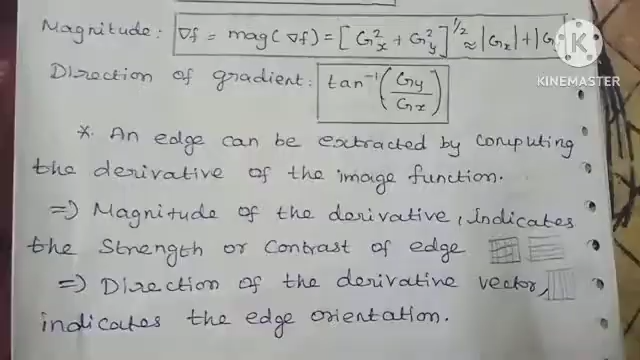 Magnitude: ∇f = mag(∇f) = [G²x + G²y]^1/2 ≈ |Gx| + |G
Direction of gradient: tan⁻¹(Gy/Gx)
* An edge can be extracted by computing
the derivative of the image function.
=) Magnitude of the derivative, indicates
the strength or contrast of edge
=) Direction of the derivative vector,
indicates the edge orientation.
K
KINEMASTER